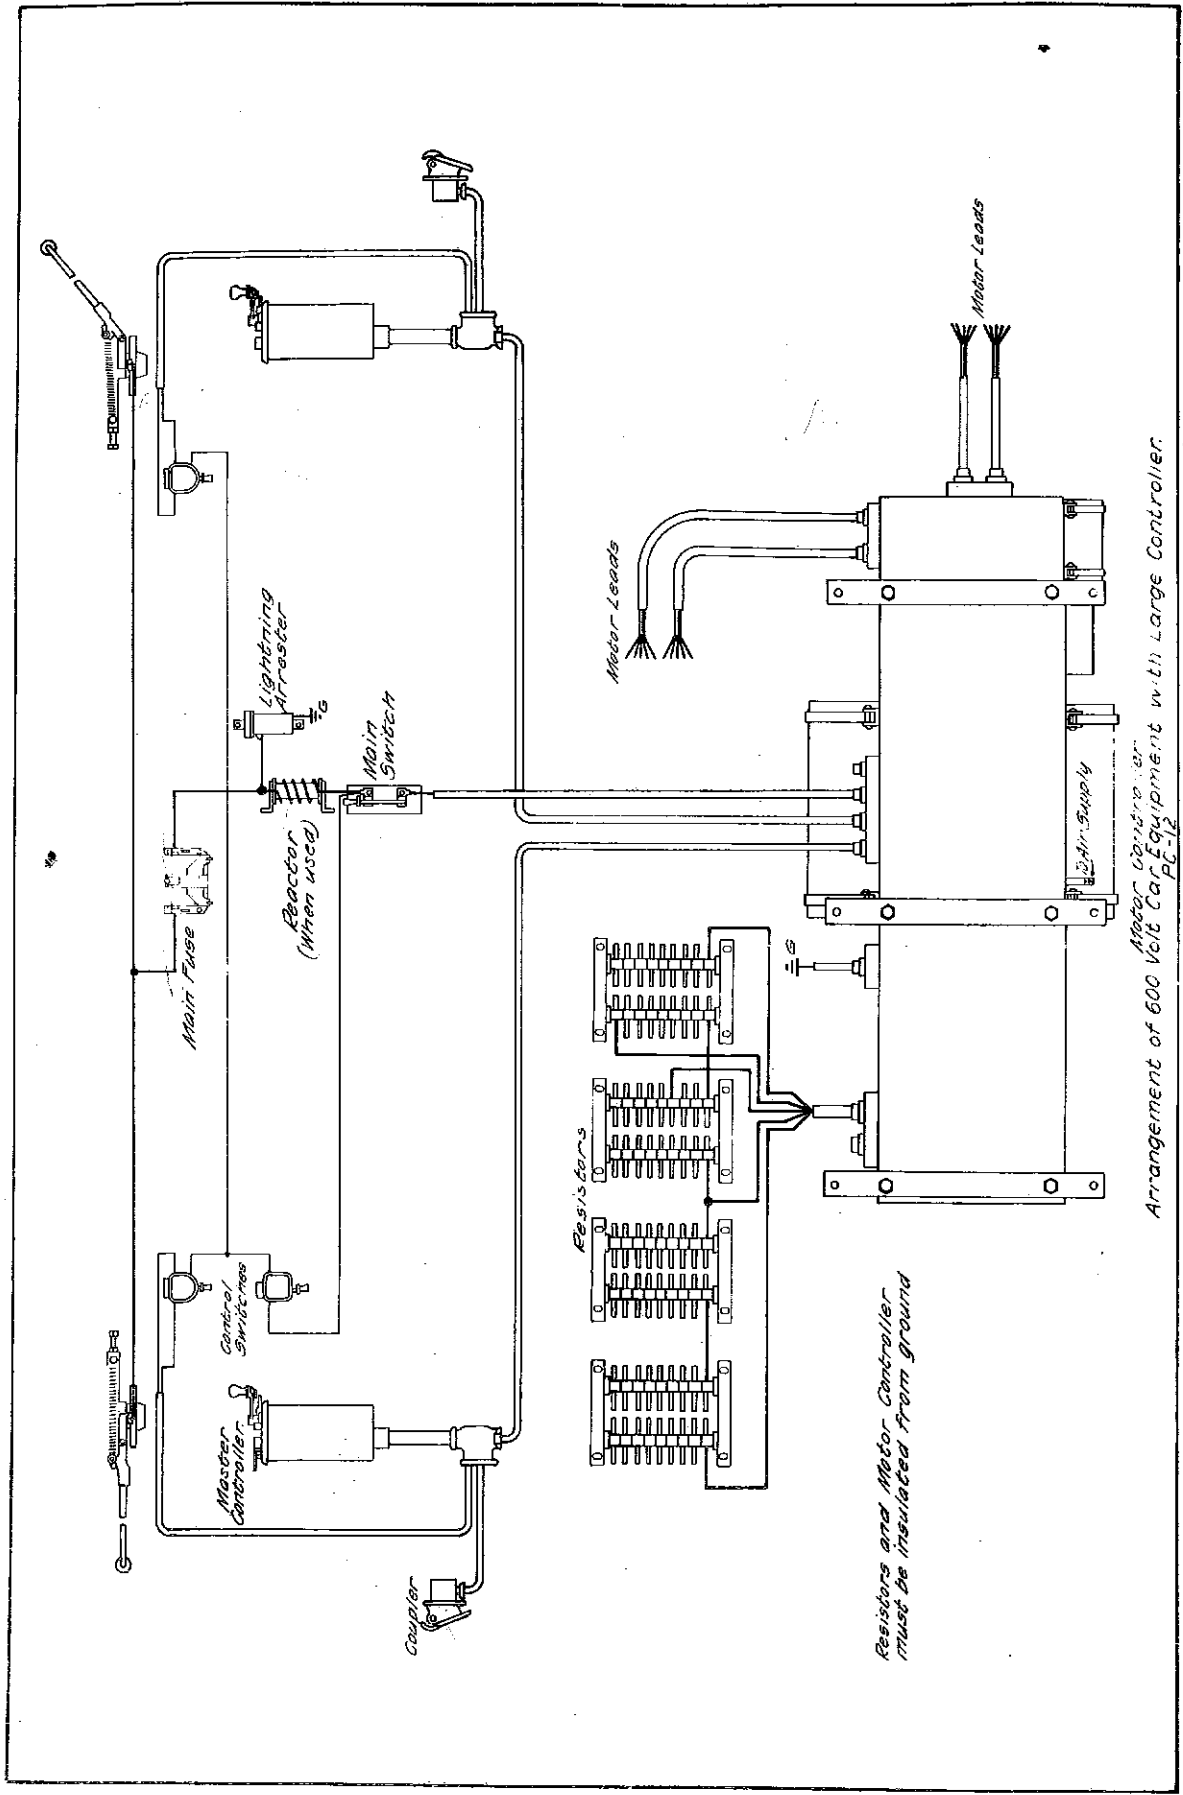 Coupler
Master
Controller.
Control
Switches
Main Fuse
Reactor
(When used)
Lightning
Arrester
G
Main
Switch
Resistors
G
Motor Leads
Motor Leads
Air Supply
Resistors and Motor Controller
must be insulated from ground
Motor Controller
Arrangement of 600 Volt Car Equipment with Large Controller.
PC-12